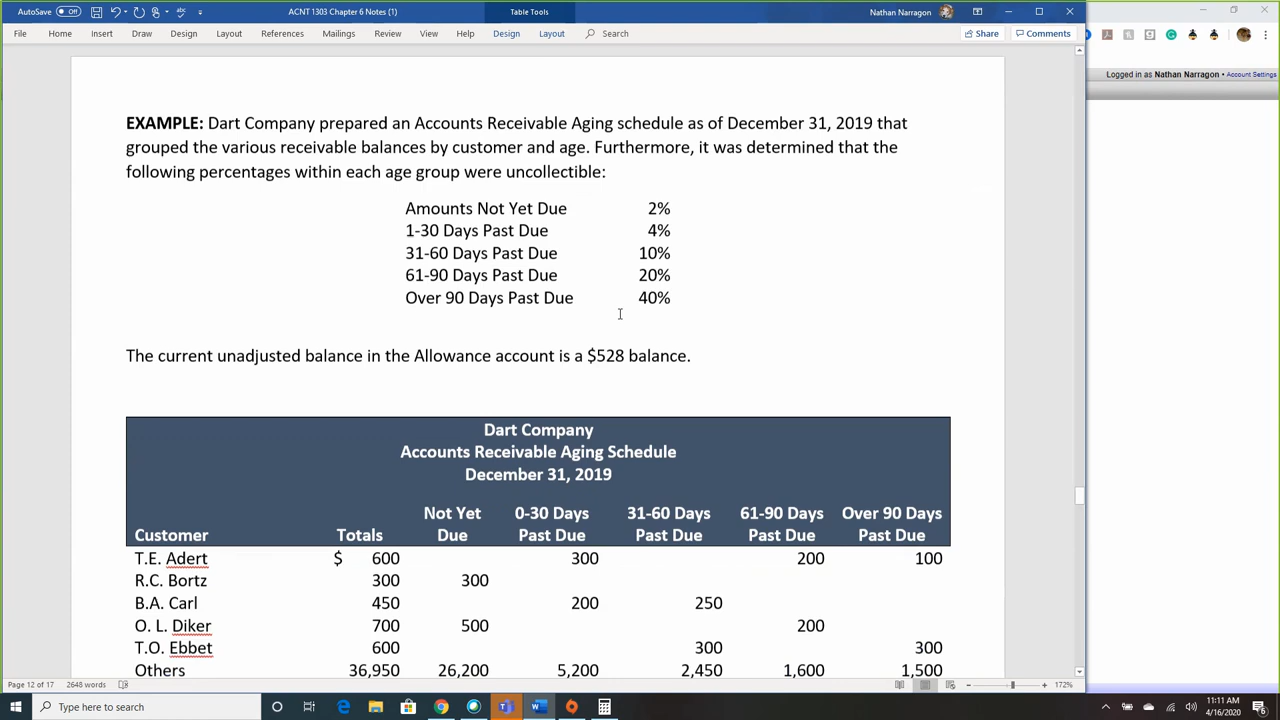 AutoSave Off ACNT 1303 Chapter 6 Notes (1) Table Tools Nathan Narragon
File Home Insert Draw Design Layout References Mailings Review View Help Design Layout Search Share Comments
Logged in as Nathan Narragon • Account Settings
EXAMPLE: Dart Company prepared an Accounts Receivable Aging schedule as of December 31, 2019 that
grouped the various receivable balances by customer and age. Furthermore, it was determined that the
following percentages within each age group were uncollectible:
Amounts Not Yet Due 2%
1-30 Days Past Due 4%
31-60 Days Past Due 10%
61-90 Days Past Due 20%
Over 90 Days Past Due 40%
The current unadjusted balance in the Allowance account is a $528 balance.
Dart Company
Accounts Receivable Aging Schedule
December 31, 2019
Not Yet 0-30 Days 31-60 Days 61-90 Days Over 90 Days
Customer Totals Due Past Due Past Due Past Due Past Due
T.E. Adert $ 600 300 200 100
R.C. Bortz 300 300
B.A. Carl 450 200 250
O. L. Diker 700 500 200
T.O. Ebbet 600 300 300
Others 36,950 26,200 5,200 2,450 1,600 1,500
Page 12 of 17 2648 words 172%
Type here to search
11:11 AM
4/16/2020